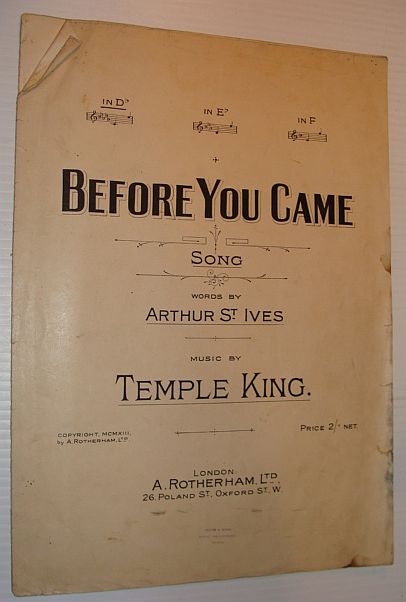 IN D♭
IN E♭
IN F
BEFORE YOU CAME
SONG
WORDS BY
ARTHUR ST IVES
MUSIC BY
TEMPLE KING.
COPYRIGHT, MCMXIII,
by A. ROTHERHAM, LTD
PRICE 2/- NET.
LONDON:
A. ROTHERHAM, LTD.,
26, POLAND ST, OXFORD ST, W.